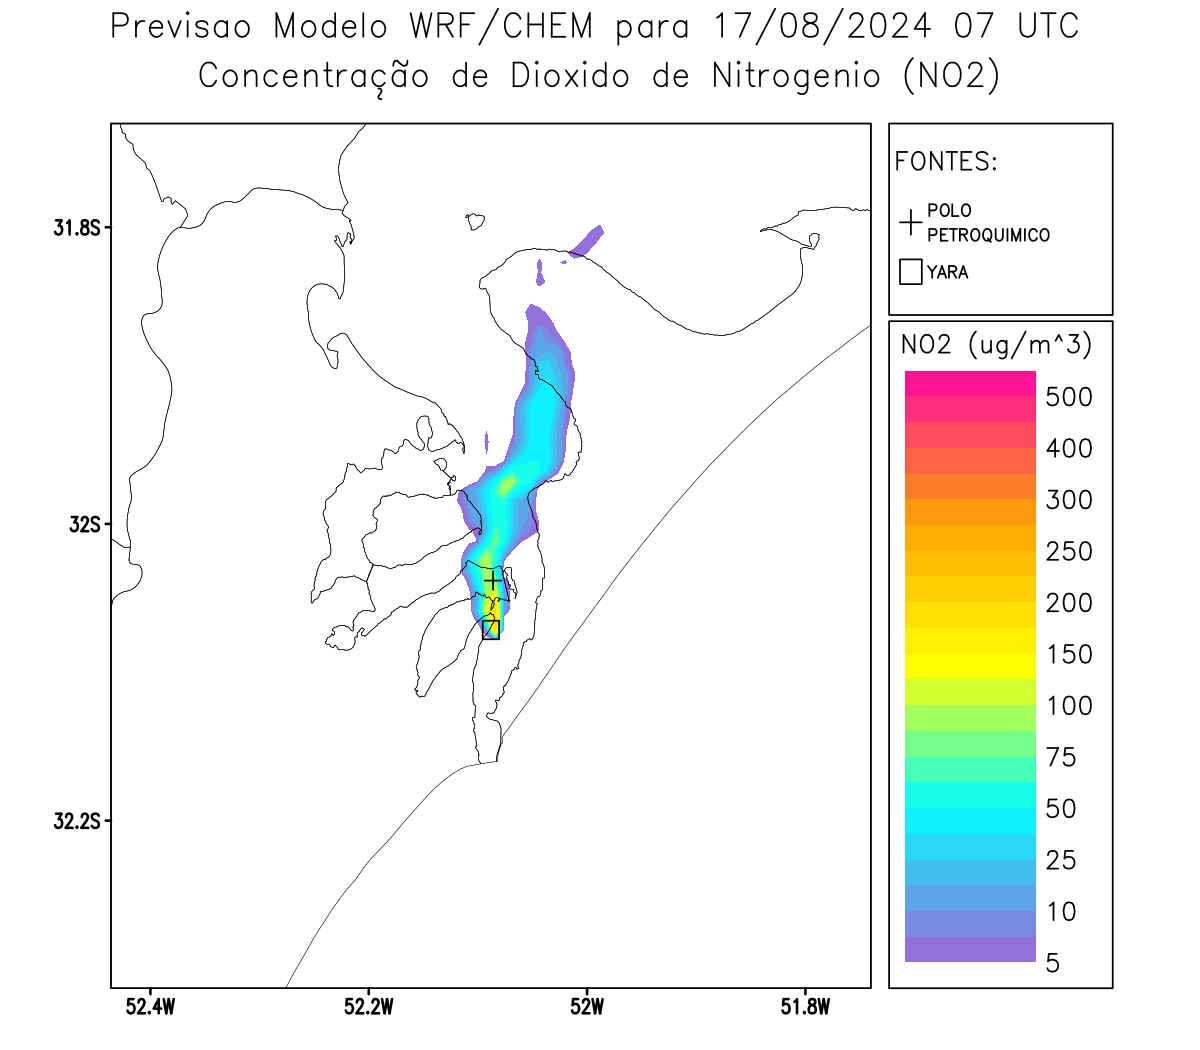 Previsao Modelo WRF/CHEM para 17/08/2024 07 UTC
Concentração de Dioxido de Nitrogenio (NO2)
FONTES:
POLO
PETROQUIMICO
YARA
31.8S
32S
32.2S
52.4W
52.2W
52W
51.8W
NO2 (ug/m^3)
500
400
300
250
200
150
100
75
50
25
10
5